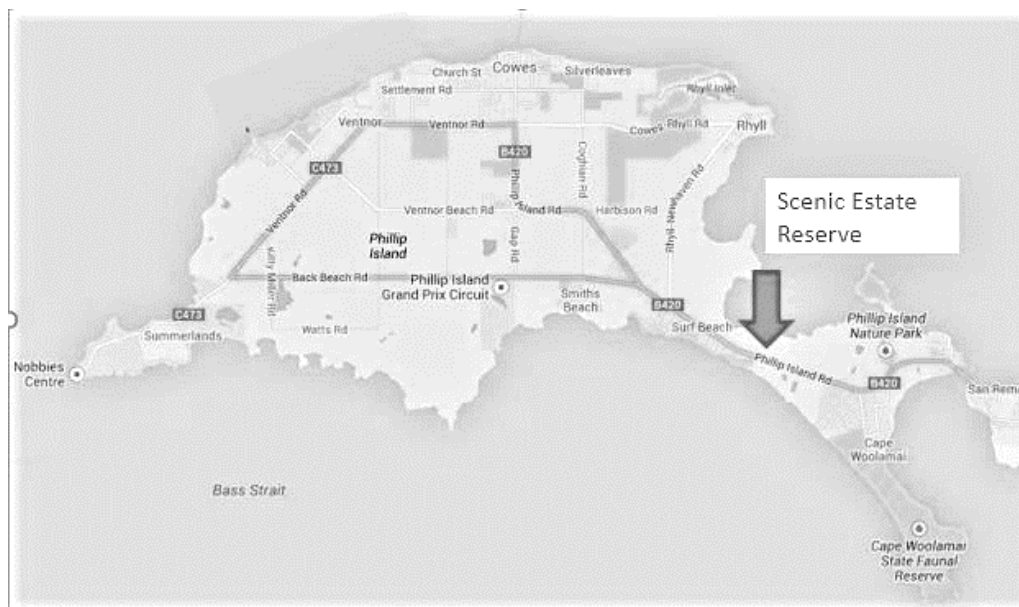 Cowes
Church St
Silverleaves
Settlement Rd
Rhyll Inlet
Ventnor
Ventnor Rd
Cowes
Rhyll Rd
Rhyll
B420
C473
Coghlan Rd
Phillip Island Rd
Rhyll-Newhaven Rd
Ventnor Rd
Ventnor Beach Rd
Harbison Rd
Scenic Estate
Reserve
Phillip
Island
Gap Rd
Kitty Miller Rd
Back Beach Rd
Phillip Island
Grand Prix Circuit
Smiths
Beach
B420
C473
Summerlands
Watts Rd
Surf Beach
Phillip Island
Nature Park
Nobbies
Centre
Phillip Island Rd
B420
San Rem
Cape
Woolamai
Bass Strait
Cape Woolamai
State Faunal
Reserve